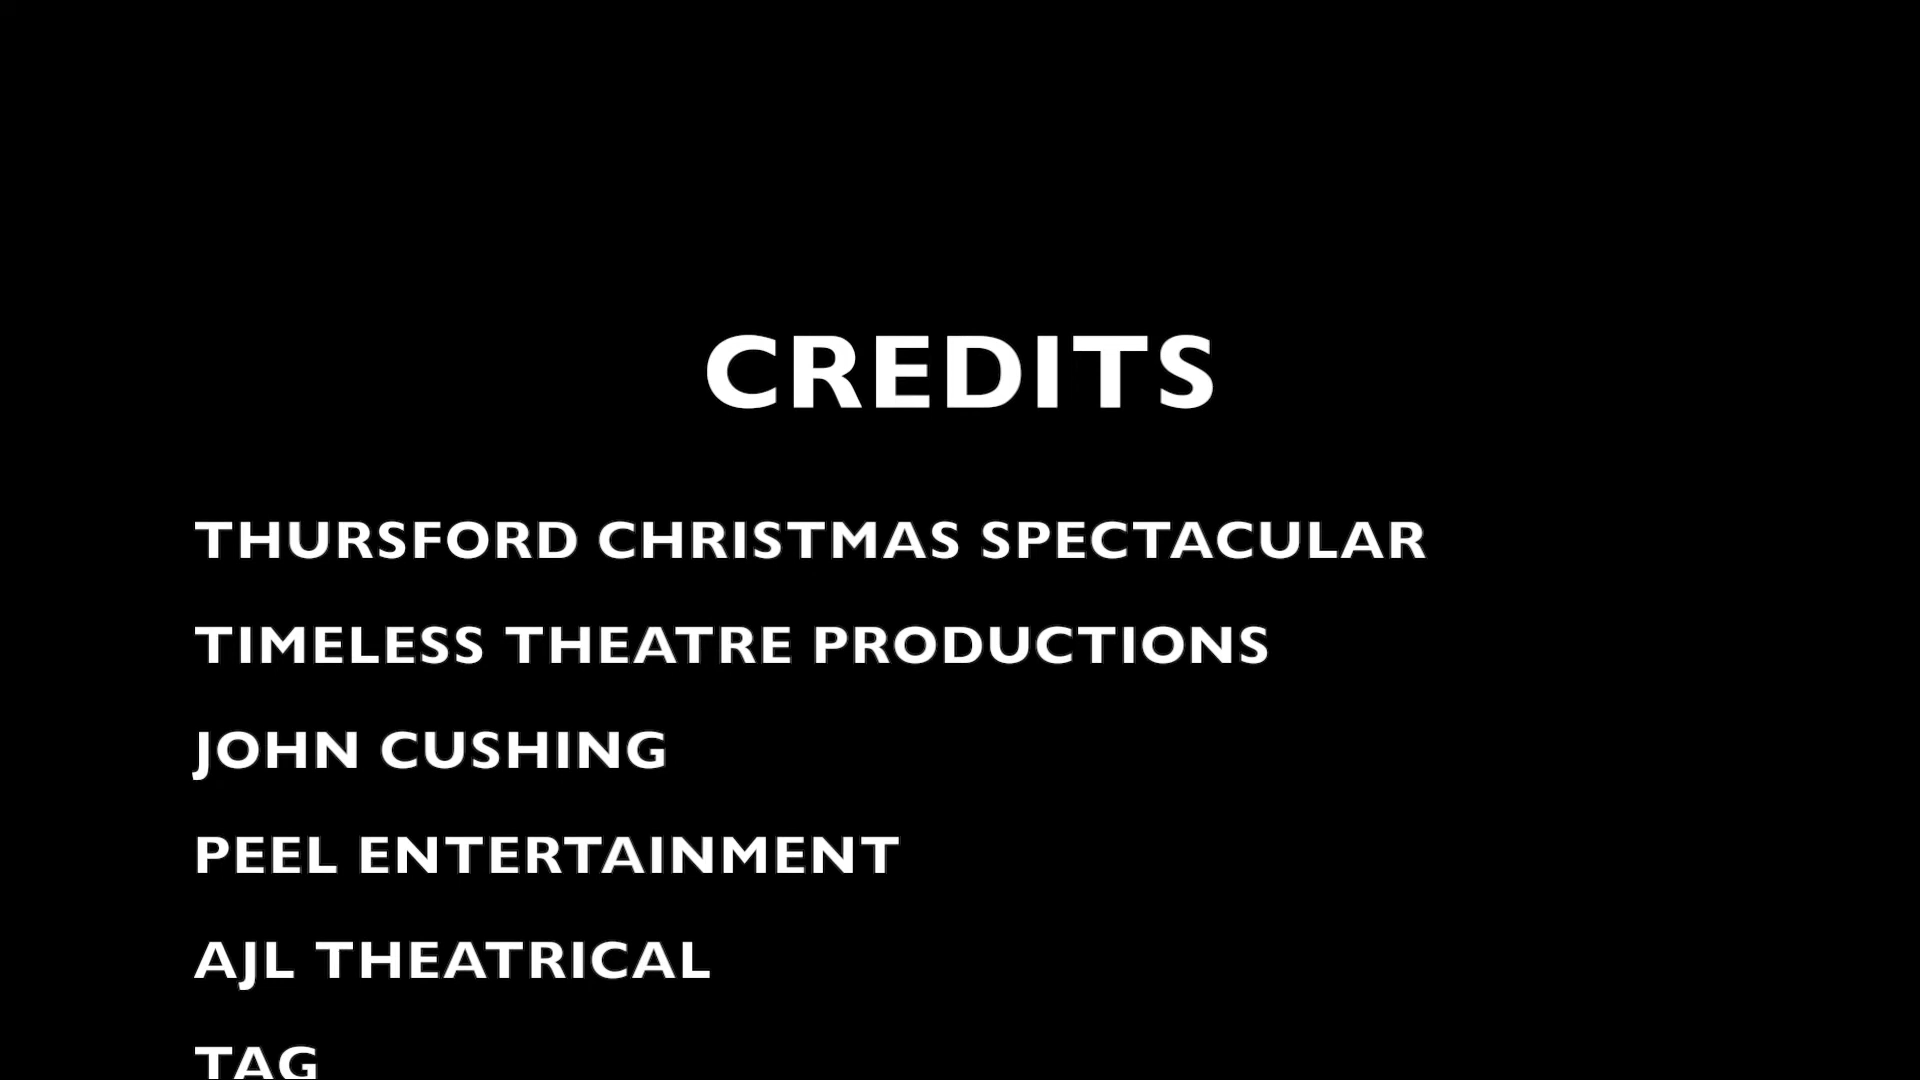 CREDITS
THURSFORD CHRISTMAS SPECTACULAR
TIMELESS THEATRE PRODUCTIONS
JOHN CUSHING
PEEL ENTERTAINMENT
AJL THEATRICAL
TAG